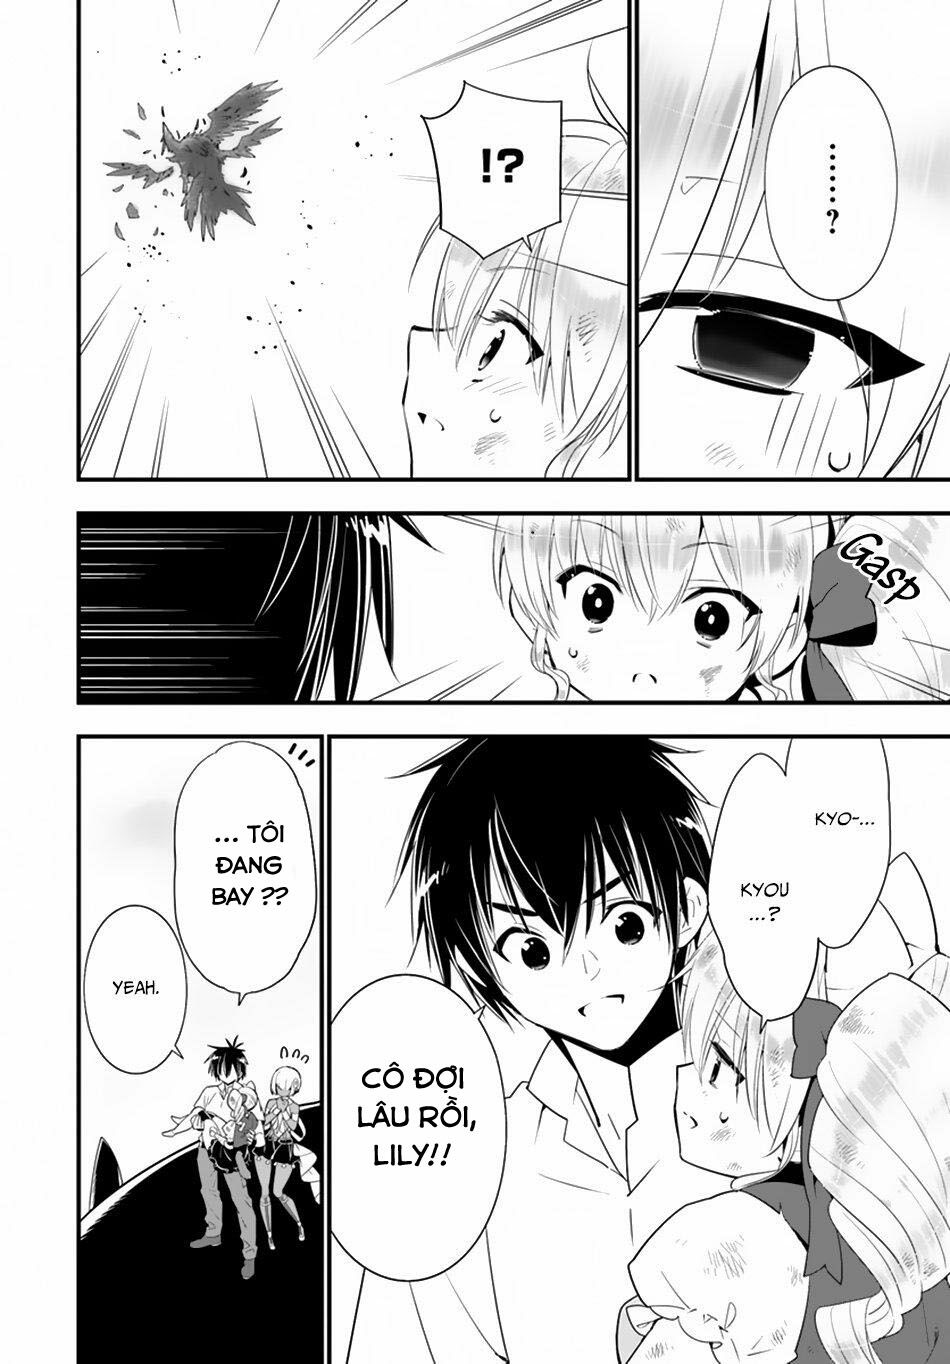 ......?
!?
Gasp
KYO~...
KYOU
...?
CÔ ĐỢI
LÂU RỒI,
LILY!!
... TÔI
ĐANG
BAY ??
YEAH.